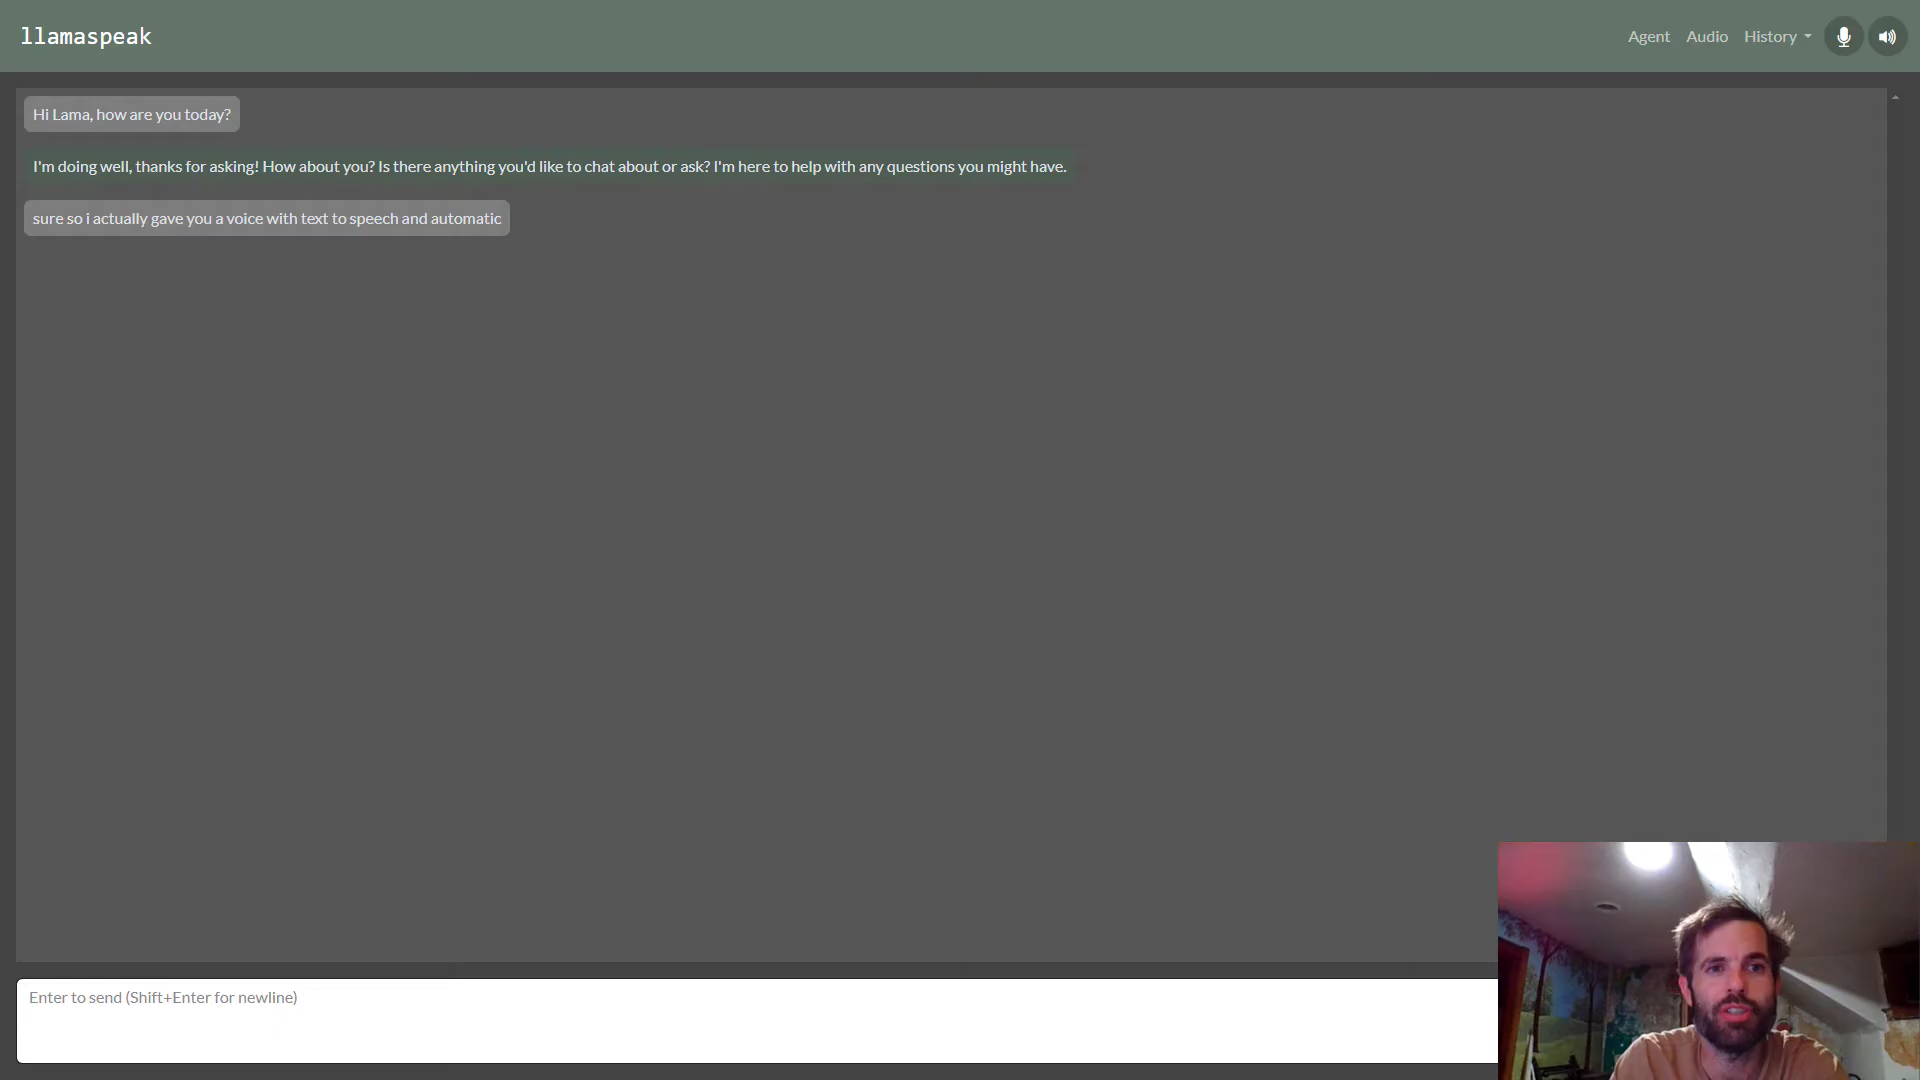 llamaspeak
Agent Audio History
Hi Lama, how are you today?
I'm doing well, thanks for asking! How about you? Is there anything you'd like to chat about or ask? I'm here to help with any questions you might have.
sure so i actually gave you a voice with text to speech and automatic
Enter to send (Shift+Enter for newline)